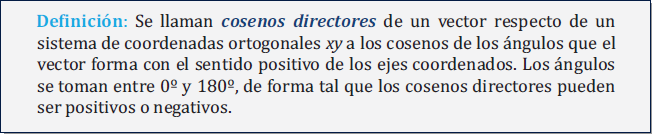 Definición: Se llaman cosenos directores de un vector respecto de un
sistema de coordenadas ortogonales xy a los cosenos de los ángulos que el
vector forma con el sentido positivo de los ejes coordenados. Los ángulos
se toman entre 0º y 180º, de forma tal que los cosenos directores pueden
ser positivos o negativos.